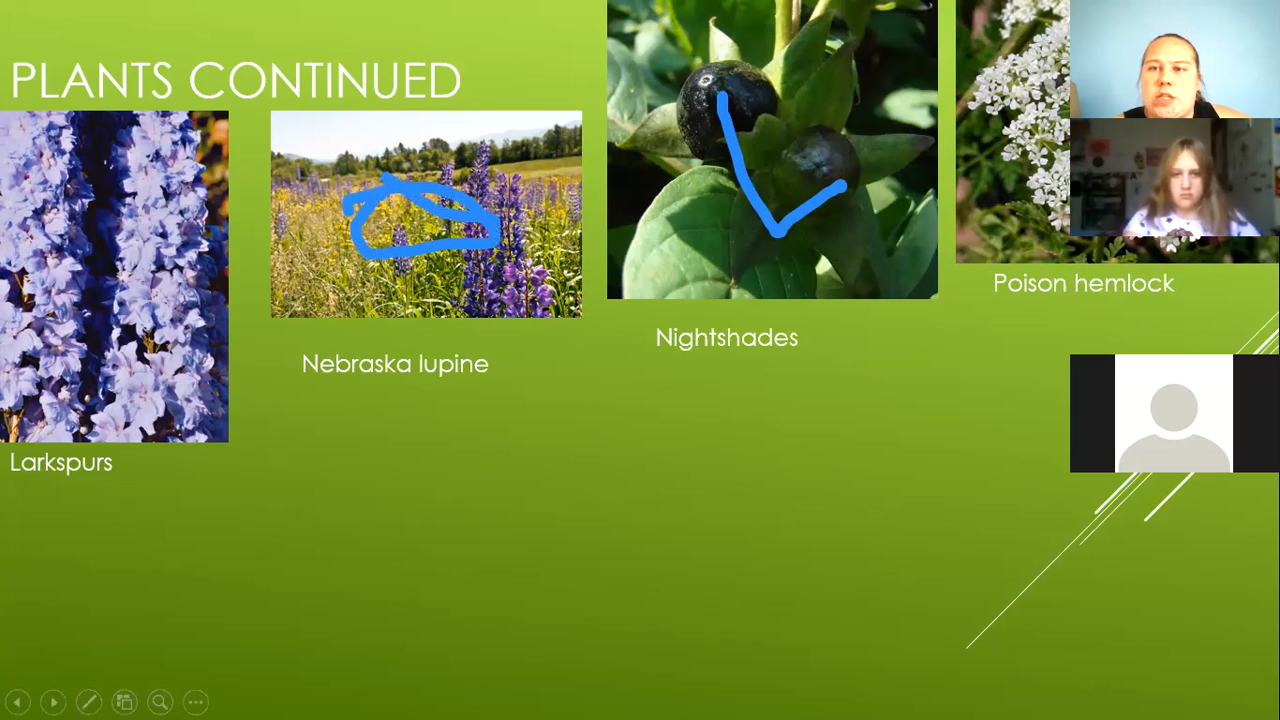 PLANTS CONTINUED
Poison hemlock
Nightshades
Nebraska lupine
Larkspurs